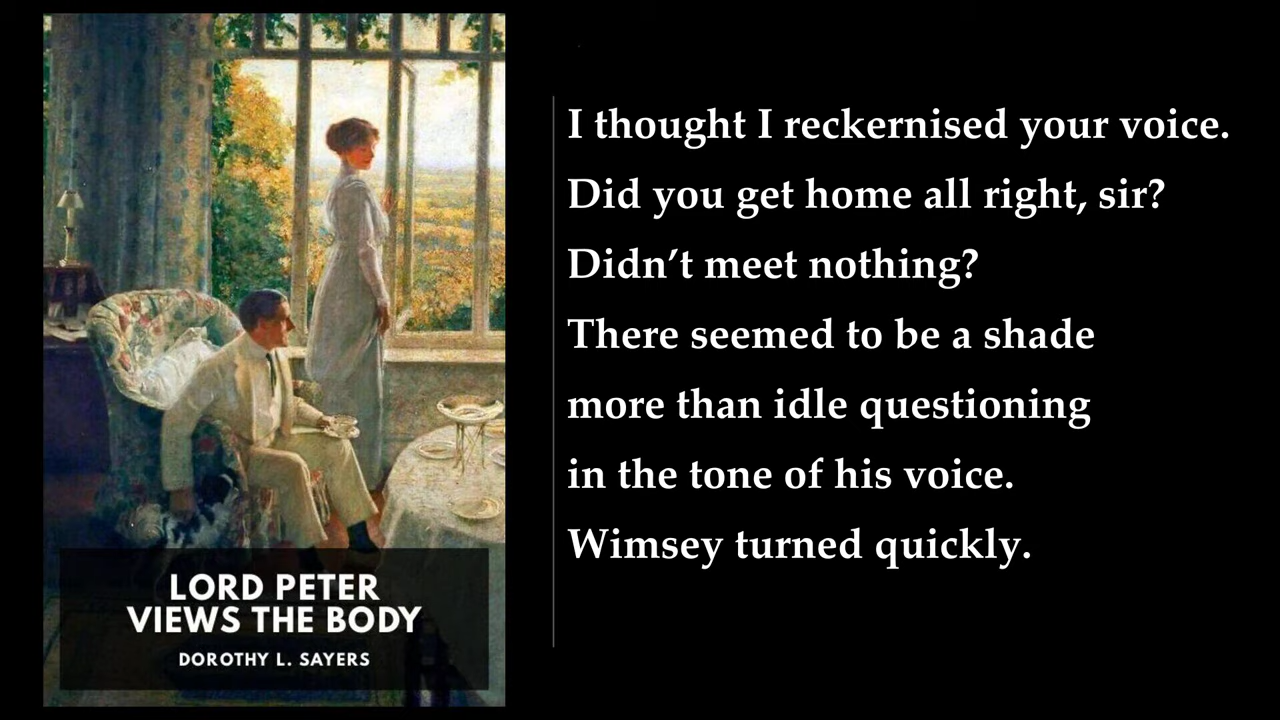 LORD PETER
VIEWS THE BODY
DOROTHY L. SAYERS
I thought I reckernised your voice.
Did you get home all right, sir?
Didn’t meet nothing?
There seemed to be a shade
more than idle questioning
in the tone of his voice.
Wimsey turned quickly.